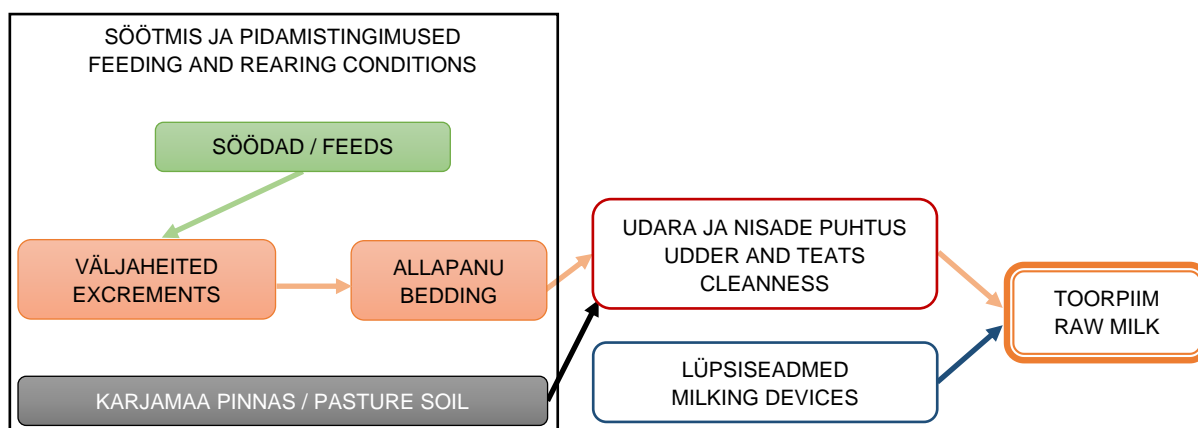 SÖÖTMIS JA PIDAMISTINGIMUSED
FEEDING AND REARING CONDITIONS
SÖÖDAD / FEEDS
VÄLJAHEITED
EXCREMENTS
ALLAPANU
BEDDING
KARJAMAA PINNAS / PASTURE SOIL
UDARA JA NISADE PUHTUS
UDDER AND TEATS
CLEANNESS
LÜPSISEADMED
MILKING DEVICES
TOORPIIM
RAW MILK